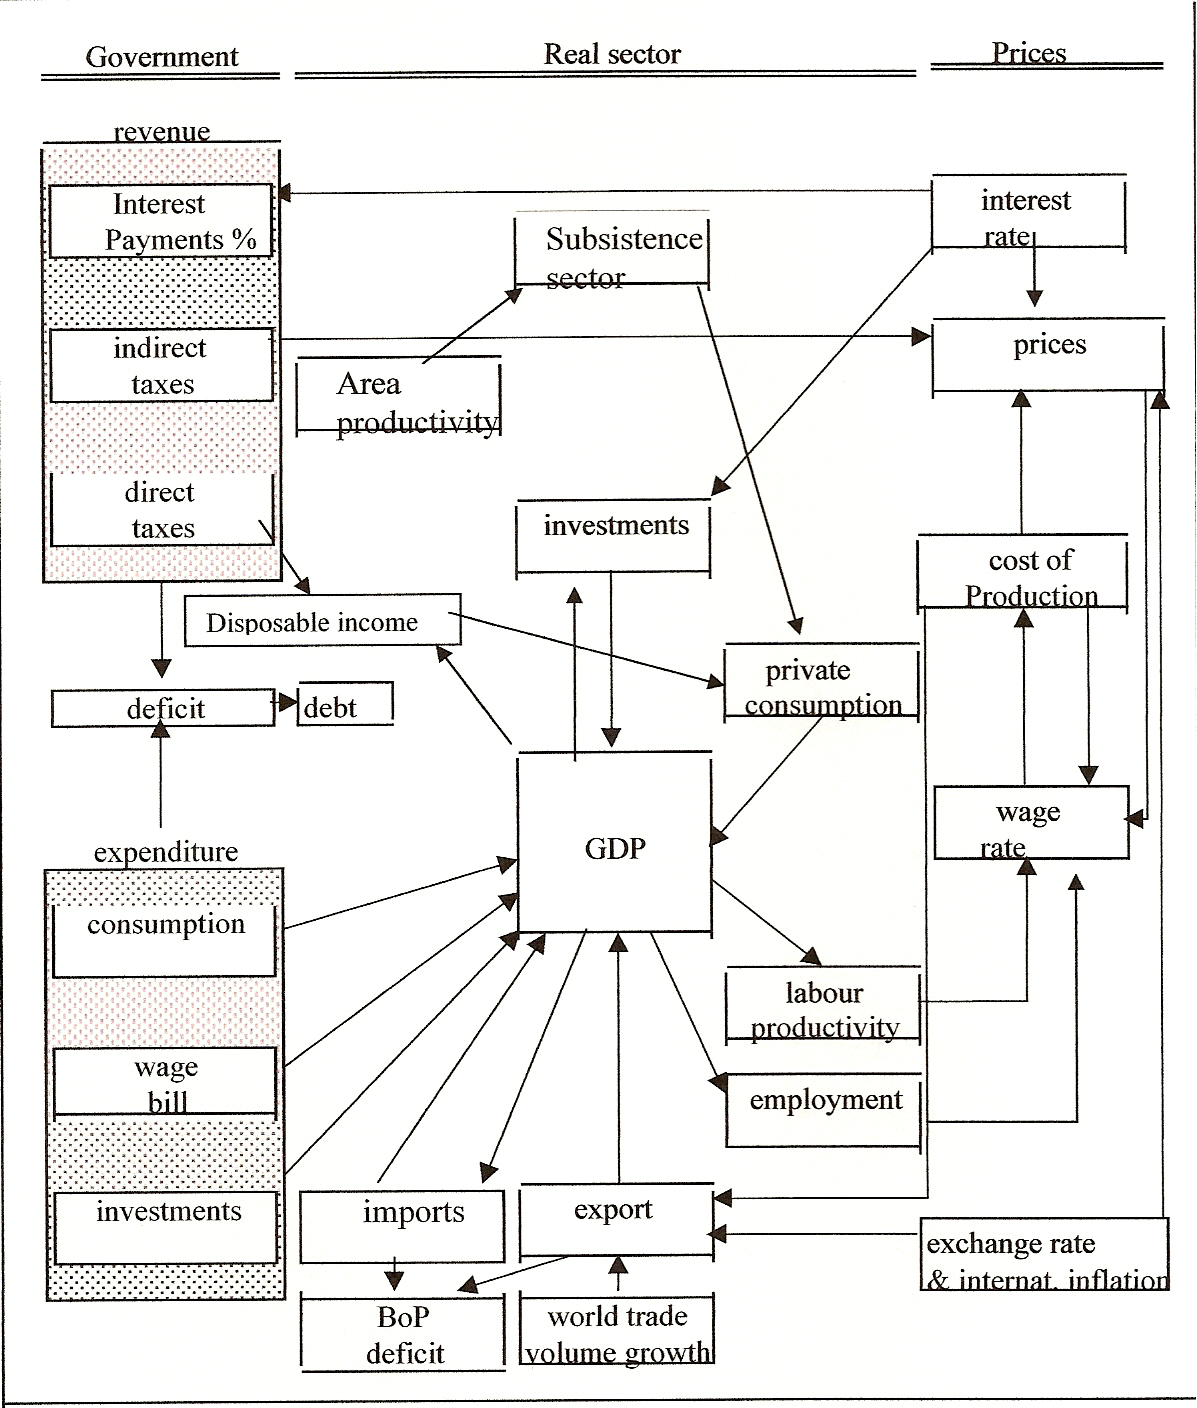 Government
Real sector
Prices
revenue
Interest
Payments %
interest
rate
Subsistence
sector
indirect
taxes
prices
Area
productivity
direct
taxes
investments
cost of
Production
Disposable income
private
consumption
deficit
debt
GDP
wage
rate
expenditure
consumption
labour
productivity
wage
bill
employment
investments
imports
export
exchange rate
& internat. inflation
BoP
deficit
world trade
volume growth